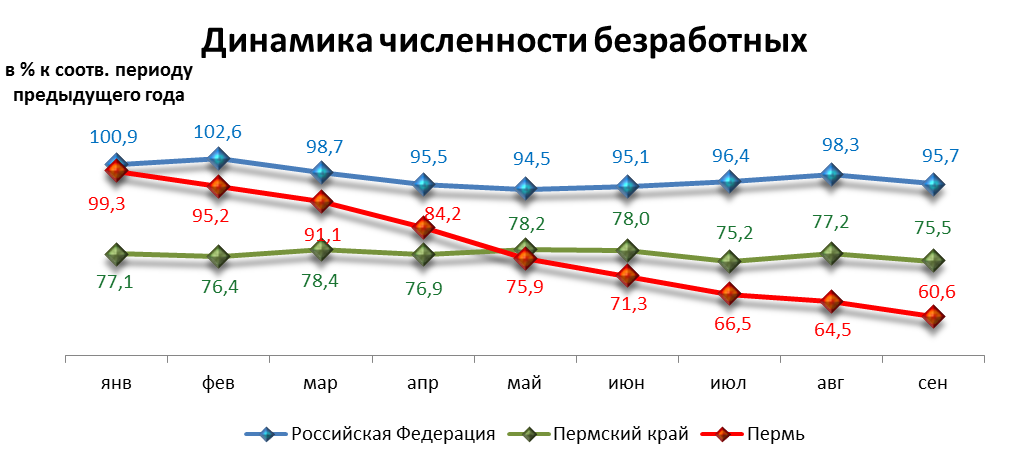 Динамика численности безработных
в % к соотв. периоду
предыдущего года
100,9 102,6 98,7 95,5 94,5 95,1 96,4 98,3 95,7
99,3 95,2 91,1 84,2 75,9 71,3 66,5 64,5 60,6
77,1 76,4 78,4 76,9 78,2 78,0 75,2 77,2 75,5
янв фев мар апр май июн июл авг сен
Российская Федерация Пермский край Пермь